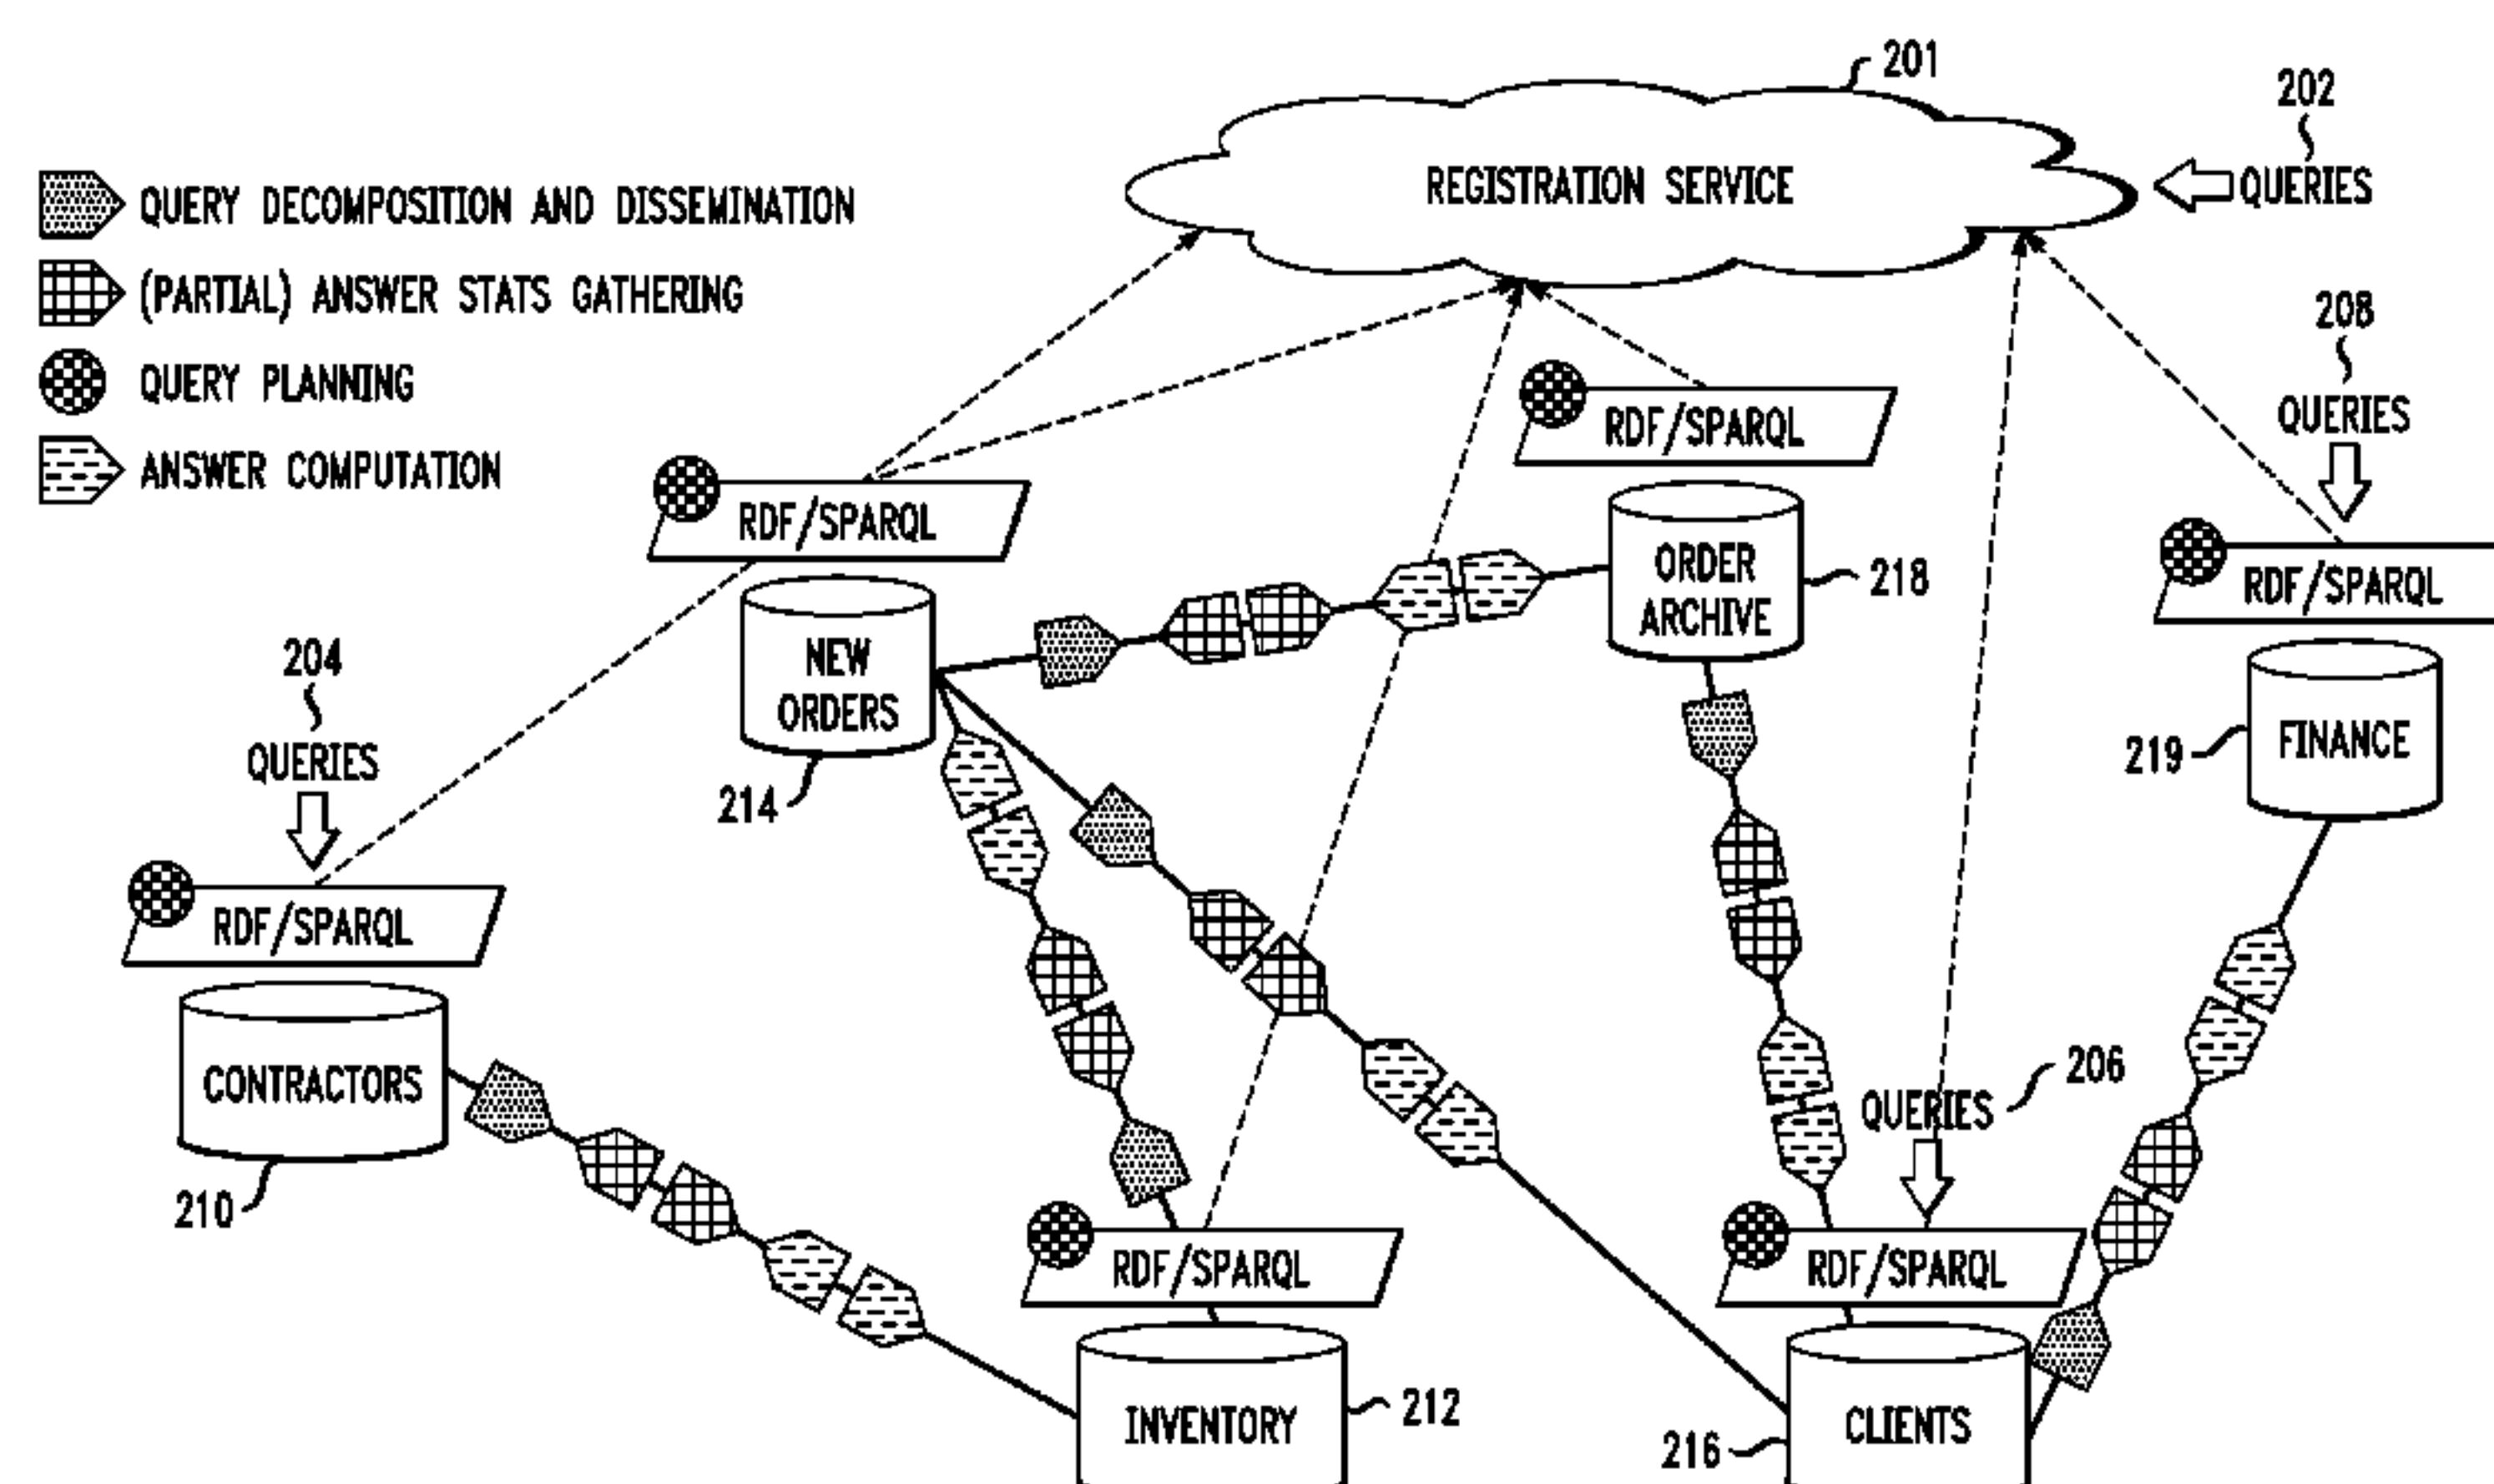 201
202
REGISTRATION SERVICE
QUERIES
QUERY DECOMPOSITION AND DISSEMINATION
(PARTIAL) ANSWER STATS GATHERING
QUERY PLANNING
ANSWER COMPUTATION
208
QUERIES
RDF/SPARQL
RDF/SPARQL
RDF/SPARQL
ORDER
ARCHIVE
218
NEW
ORDERS
214
FINANCE
219
204
QUERIES
RDF/SPARQL
CONTRACTORS
210
QUERIES
206
RDF/SPARQL
RDF/SPARQL
INVENTORY
212
CLIENTS
216